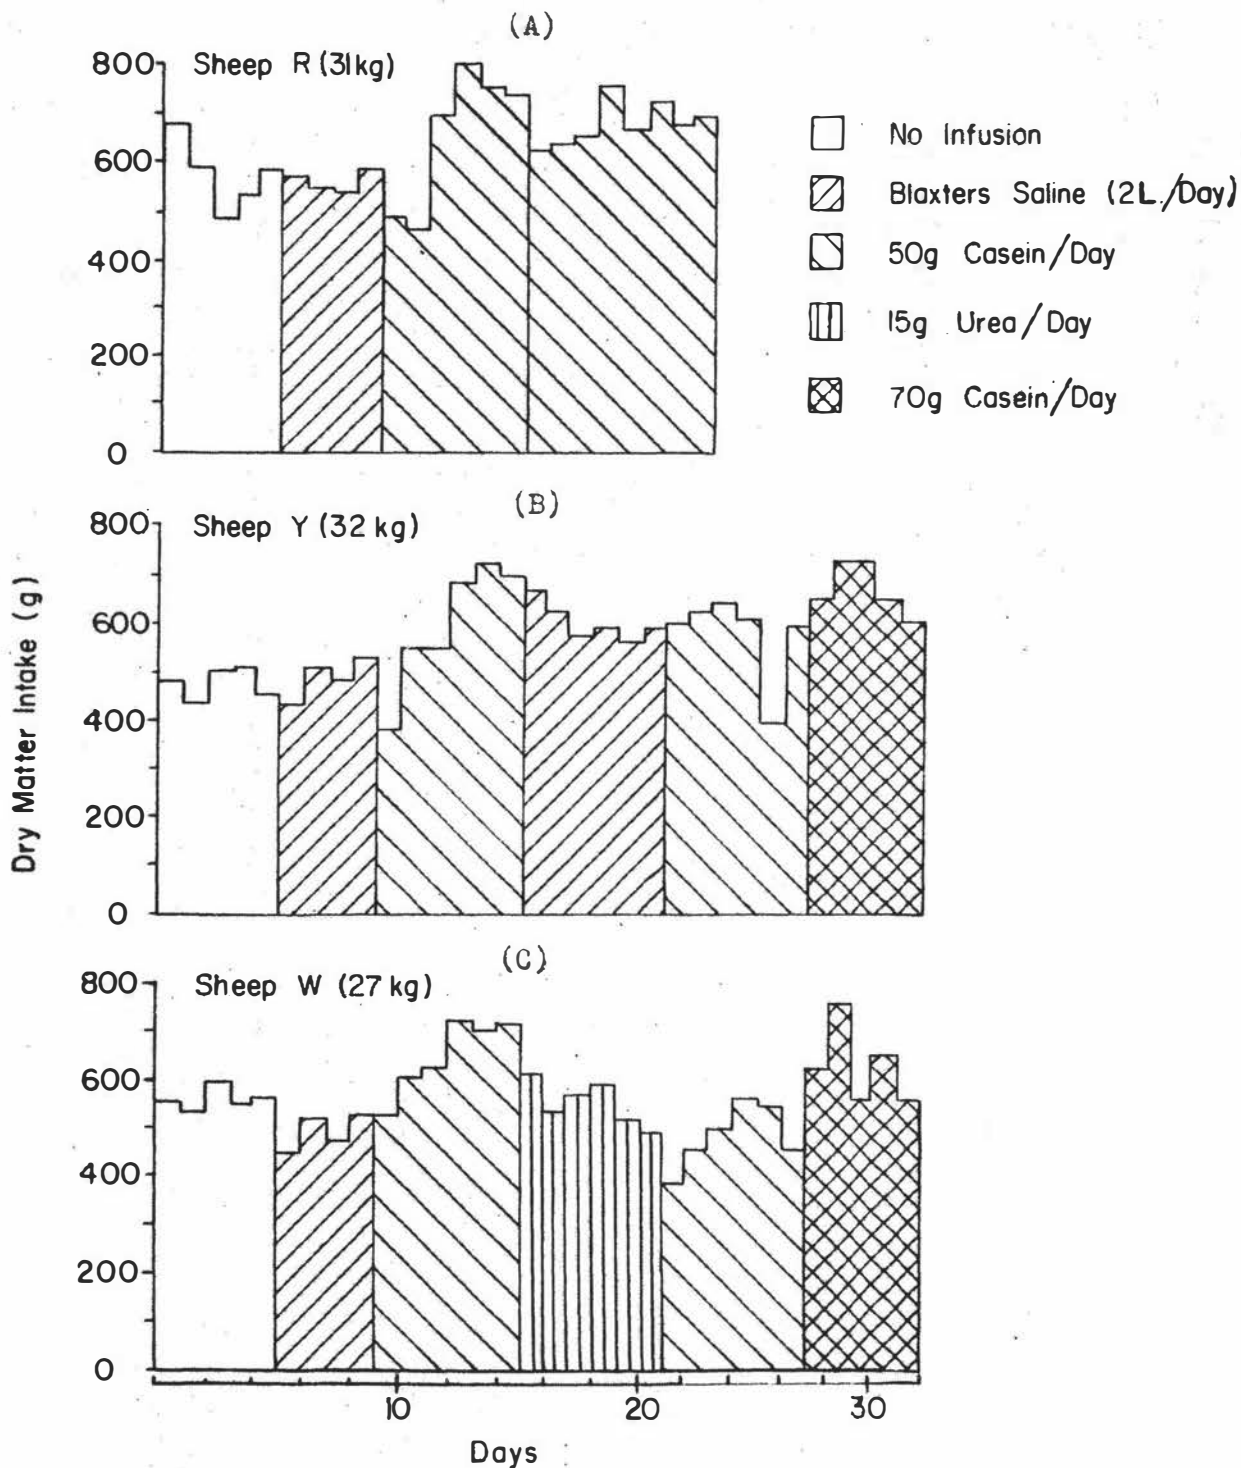 (A)
Sheep R (31kg)
800
600
400
200
0
No Infusion
Blaxters Saline (2L./Day)
50g Casein/Day
15g Urea/Day
70g Casein/Day
(B)
Sheep Y (32 kg)
800
600
400
200
0
Dry Matter Intake (g)
(C)
Sheep W (27 kg)
800
600
400
200
0
10 20 30
Days